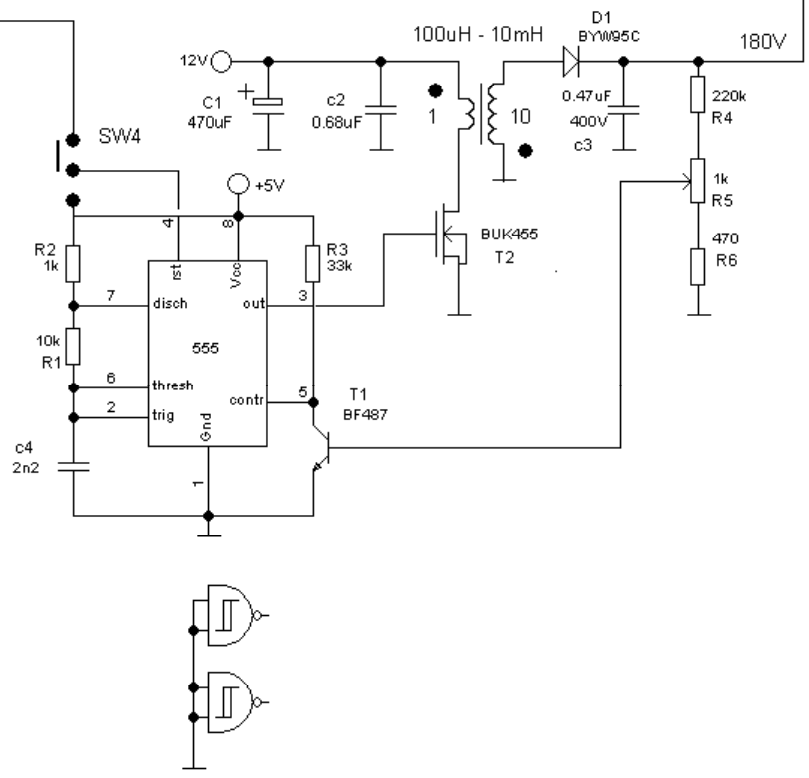 D1
BYW95C
100uH - 10mH
180V
12V
C1
470uF
c2
0.68uF
1
10
0.47uF
400V
c3
220k
R4
SW4
+5V
1k
R5
BUK455
T2
470
R6
4
8
R2
1k
rst
Vcc
R3
33k
7
disch
out
3
10k
R1
555
6
thresh
2
trig
contr
5
T1
BF487
Gnd
c4
2n2
1